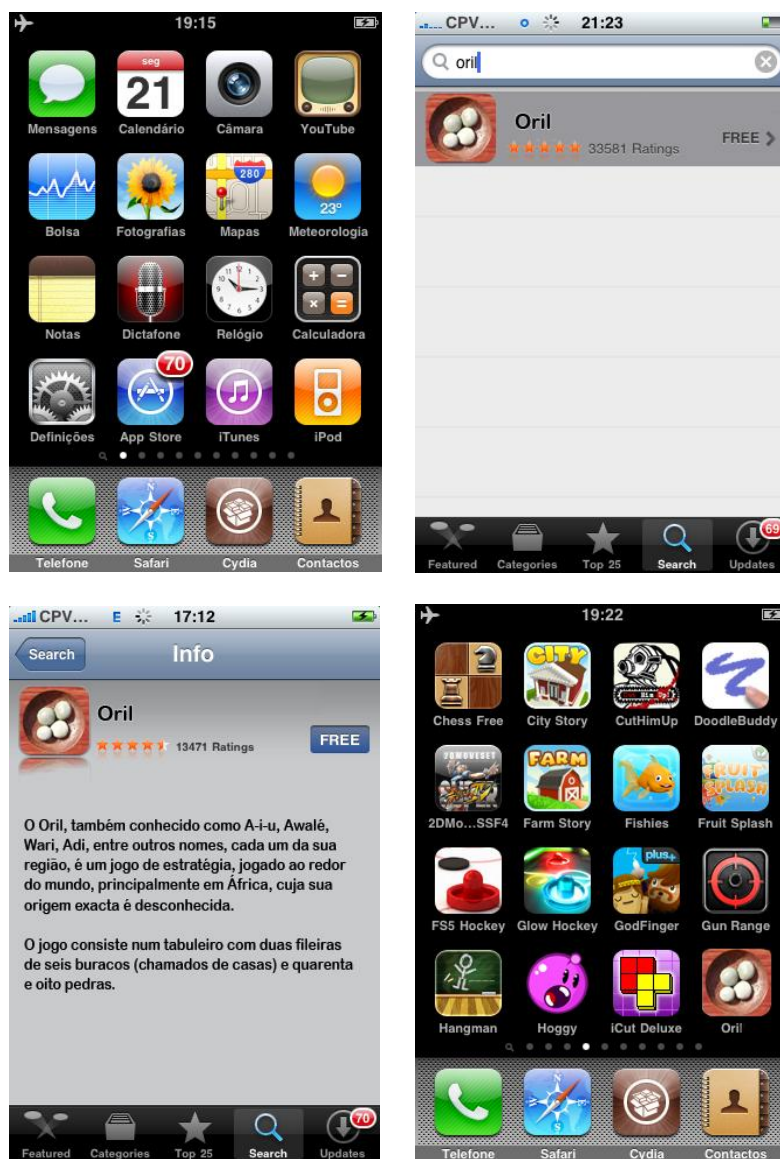 19:15
seg
21
Mensagens Calendário Câmara YouTube
280
23°
Bolsa Fotografias Mapas Meteorologia
Notas Dictafone Relógio Calculadora
70
Definições App Store iTunes iPod
Telefone Safari Cydia Contactos
CPV... 21:23
oril
Oril
33581 Ratings FREE
69
Featured Categories Top 25 Search Updates
CPV... E 17:12
Search Info
Oril
13471 Ratings FREE
O Oril, também conhecido como A-i-u, Awalé,
Wari, Adi, entre outros nomes, cada um da sua
região, é um jogo de estratégia, jogado ao redor
do mundo, principalmente em África, cuja sua
origem exacta é desconhecida.
O jogo consiste num tabuleiro com duas fileiras
de seis buracos (chamados de casas) e quarenta
e oito pedras.
70
Featured Categories Top 25 Search Updates
19:22
CITY
Chess Free City Story CutHimUp DoodleBuddy
FARM
FRUIT
SPLASH
2DMo...SSF4 Farm Story Fishies Fruit Splash
plus+
FS5 Hockey Glow Hockey GodFinger Gun Range
Hangman Hoggy iCut Deluxe Oril
Telefone Safari Cydia Contactos